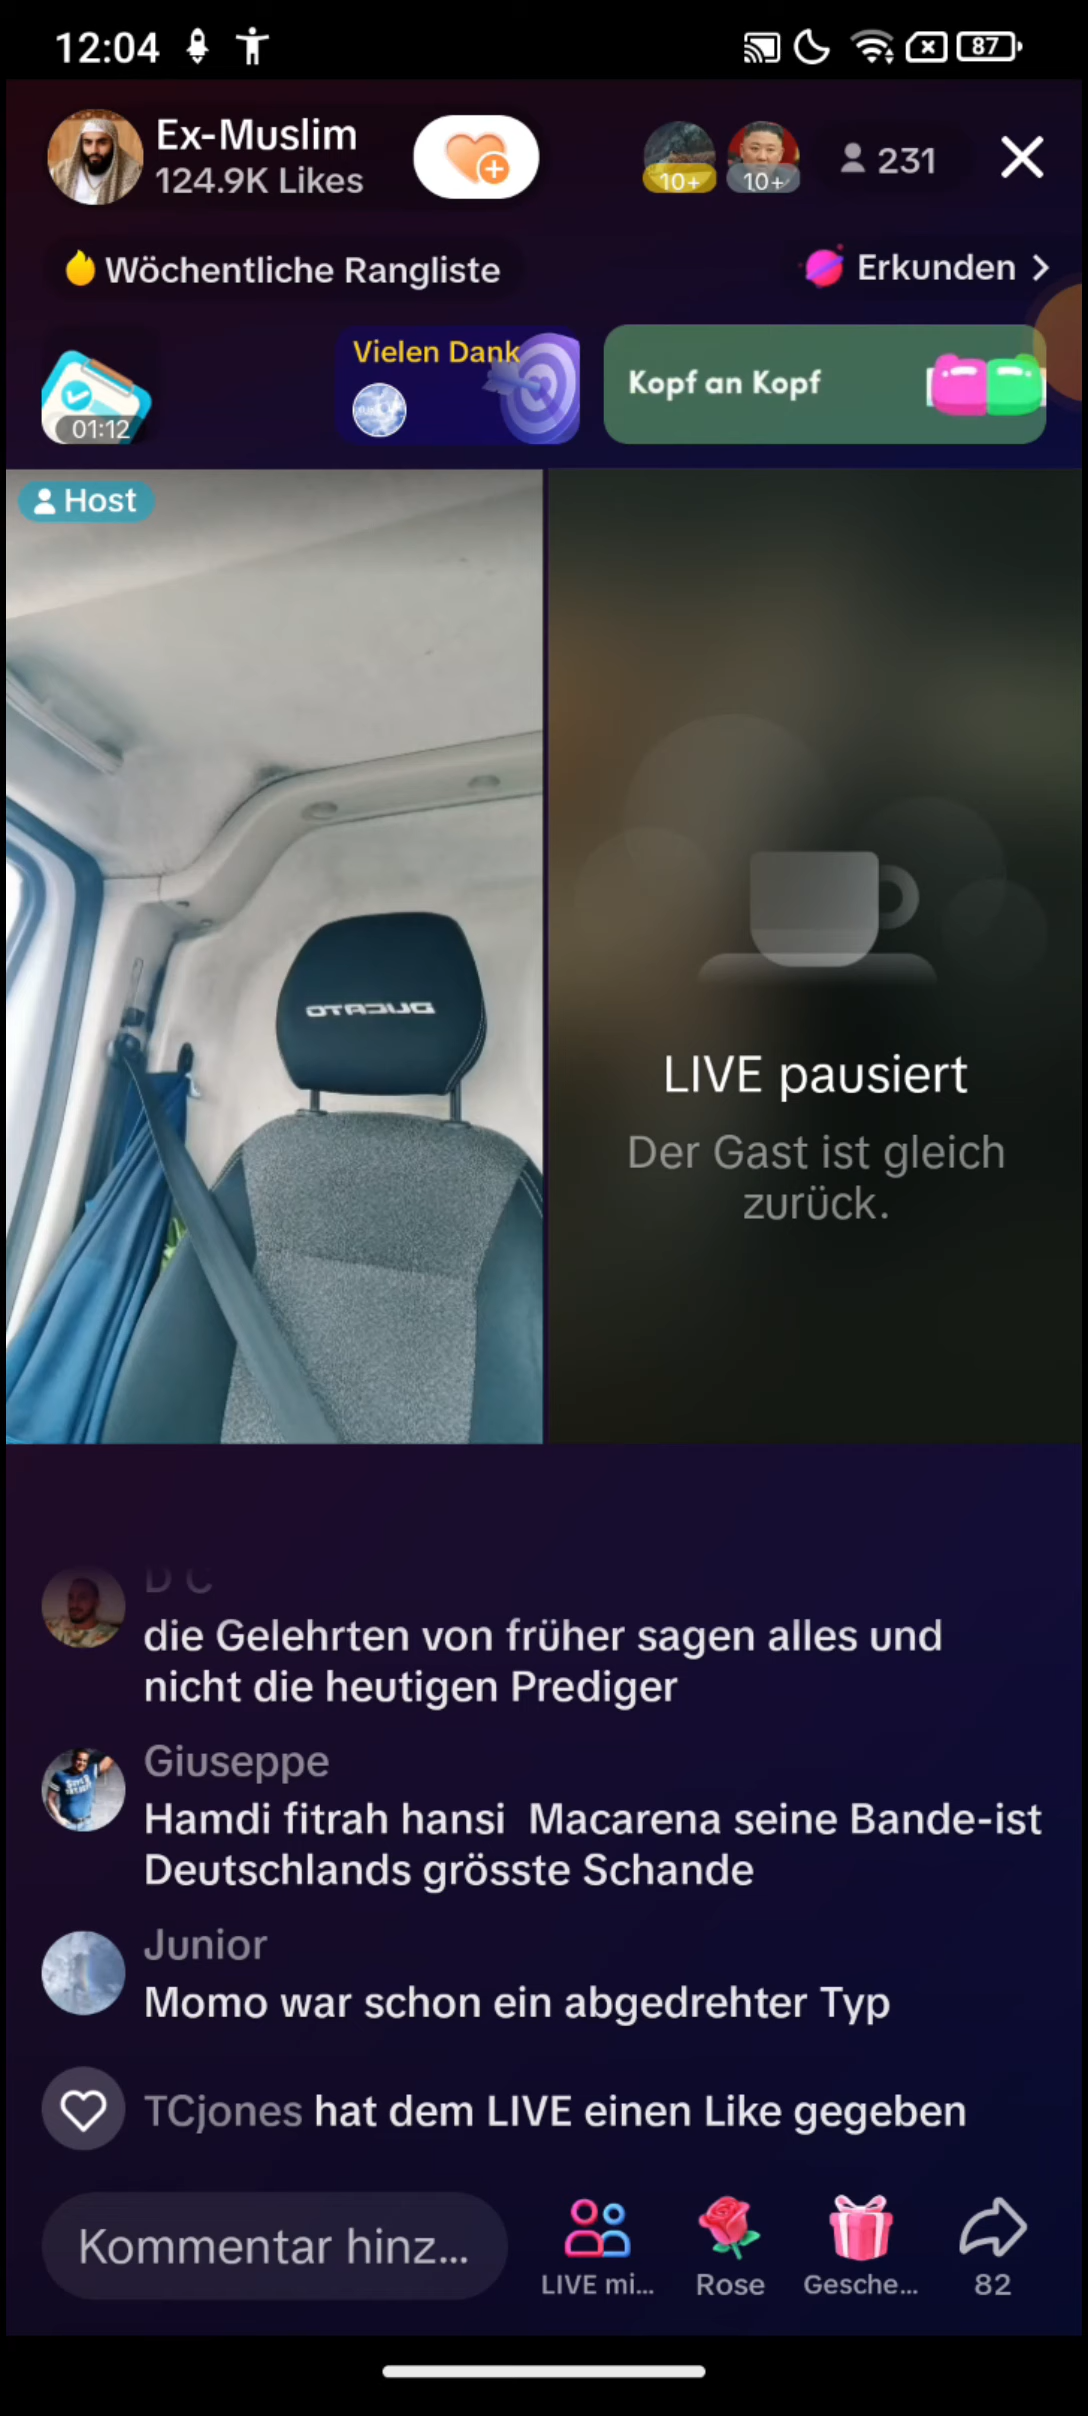 12:04
87
Ex-Muslim
124.9K Likes
10+
10+
231
Wöchentliche Rangliste
Erkunden
01:12
Vielen Dank
Kopf an Kopf
Host
DUCATO
LIVE pausiert
Der Gast ist gleich
zurück.
D C
die Gelehrten von früher sagen alles und
nicht die heutigen Prediger
Giuseppe
Hamdi fitrah hansi  Macarena seine Bande-ist
Deutschlands grösste Schande
Junior
Momo war schon ein abgedrehter Typ
TCjones hat dem LIVE einen Like gegeben
Kommentar hinz...
LIVE mi...
Rose
Gesche...
82